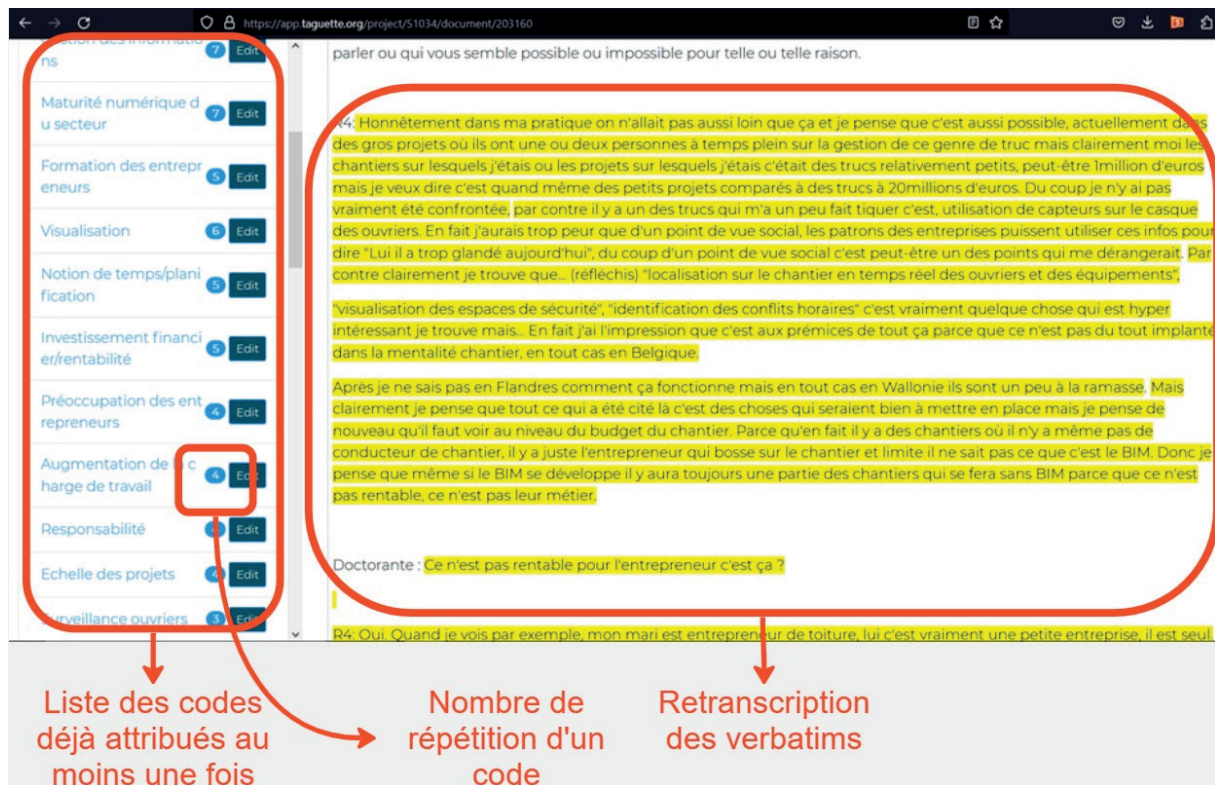 https://app.taguette.org/project/51034/document/203160
ns
7
Edit
Maturité numérique d
u secteur
7
Edit
Formation des entrepr
eneurs
5
Edit
Visualisation
6
Edit
Notion de temps/plani
fication
5
Edit
Investissement financi
er/rentabilité
5
Edit
Préoccupation des ent
repreneurs
4
Edit
Augmentation de la c
harge de travail
4
Edit
Responsabilité
4
Edit
Echelle des projets
4
Edit
Surveillance ouvriers
3
Edit
parler ou qui vous semble possible ou impossible pour telle ou telle raison.
R4: Honnêtement dans ma pratique on n'allait pas aussi loin que ça et je pense que c'est aussi possible, actuellement dans
des gros projets où ils ont une ou deux personnes à temps plein sur la gestion de ce genre de truc mais clairement moi les
chantiers sur lesquels j'étais ou les projets sur lesquels j'étais c'était des trucs relativement petits, peut-être 1million d'euros
mais je veux dire c'est quand même des petits projets comparés à des trucs à 20millions d'euros. Du coup je n'y ai pas
vraiment été confrontée, par contre il y a un des trucs qui m'a un peu fait tiquer c'est, utilisation de capteurs sur le casque
des ouvriers. En fait j'aurais trop peur que d'un point de vue social, les patrons des entreprises puissent utiliser ces infos pour
dire "Lui il a trop glandé aujourd'hui", du coup d'un point de vue social c'est peut-être un des points qui me dérangerait. Par
contre clairement je trouve que... (réfléchis) "localisation sur le chantier en temps réel des ouvriers et des équipements",
"visualisation des espaces de sécurité", "identification des conflits horaires" c'est vraiment quelque chose qui est hyper
intéressant je trouve mais... En fait j'ai l'impression que c'est aux prémices de tout ça parce que ce n'est pas du tout implanté
dans la mentalité chantier, en tout cas en Belgique.
Après je ne sais pas en Flandres comment ça fonctionne mais en tout cas en Wallonie ils sont un peu à la ramasse. Mais
clairement je pense que tout ce qui a été cité là c'est des choses qui seraient bien à mettre en place mais je pense de
nouveau qu'il faut voir au niveau du budget du chantier. Parce qu'en fait il y a des chantiers où il n'y a même pas de
conducteur de chantier, il y a juste l'entrepreneur qui bosse sur le chantier et limite il ne sait pas ce que c'est le BIM. Donc je
pense que même si le BIM se développe il y aura toujours une partie des chantiers qui se fera sans BIM parce que ce n'est
pas rentable, ce n'est pas leur métier.
Doctorante : Ce n'est pas rentable pour l'entrepreneur c'est ça ?
R4: Oui. Quand je vois par exemple, mon mari est entrepreneur de toiture, lui c'est vraiment une petite entreprise, il est seul.
Liste des codes
déjà attribués au
moins une fois
Nombre de
répétition d'un
code
Retranscription
des verbatims